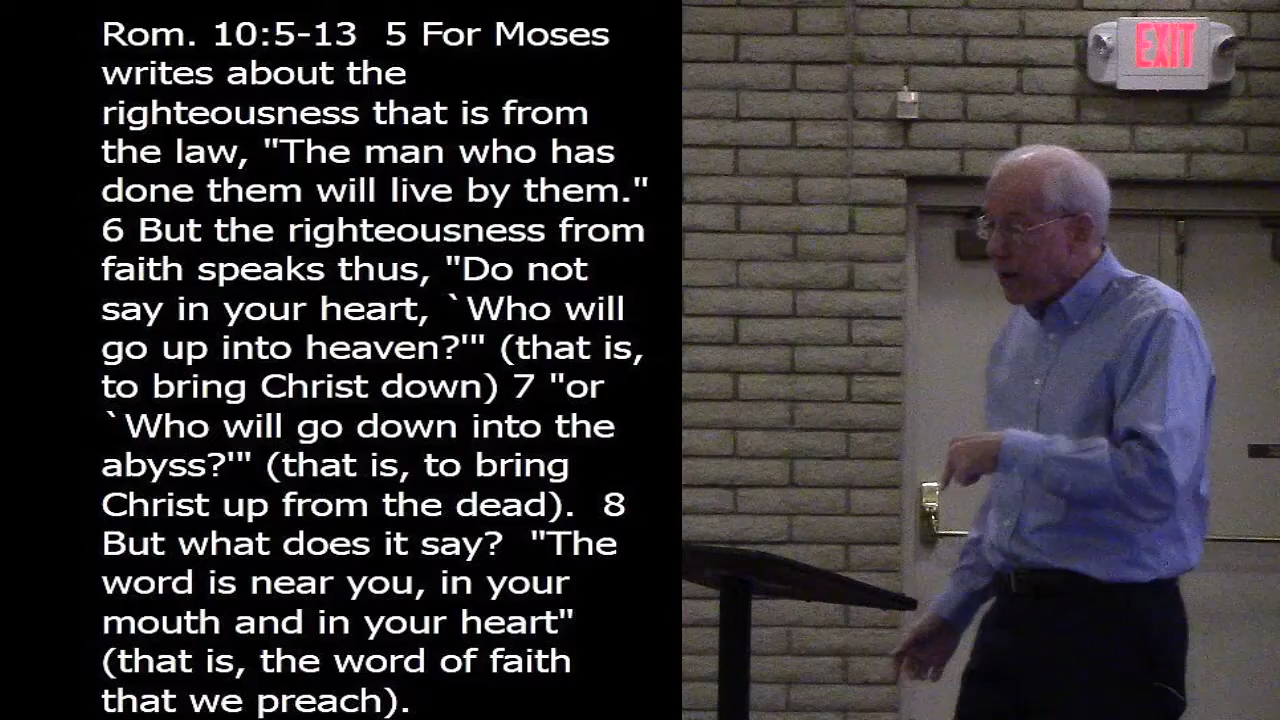 Rom. 10:5-13  5 For Moses
writes about the
righteousness that is from
the law, "The man who has
done them will live by them."
6 But the righteousness from
faith speaks thus, "Do not
say in your heart, `Who will
go up into heaven?'" (that is,
to bring Christ down) 7 "or
`Who will go down into the
abyss?'" (that is, to bring
Christ up from the dead).  8
But what does it say?  "The
word is near you, in your
mouth and in your heart"
(that is, the word of faith
that we preach).
EXIT